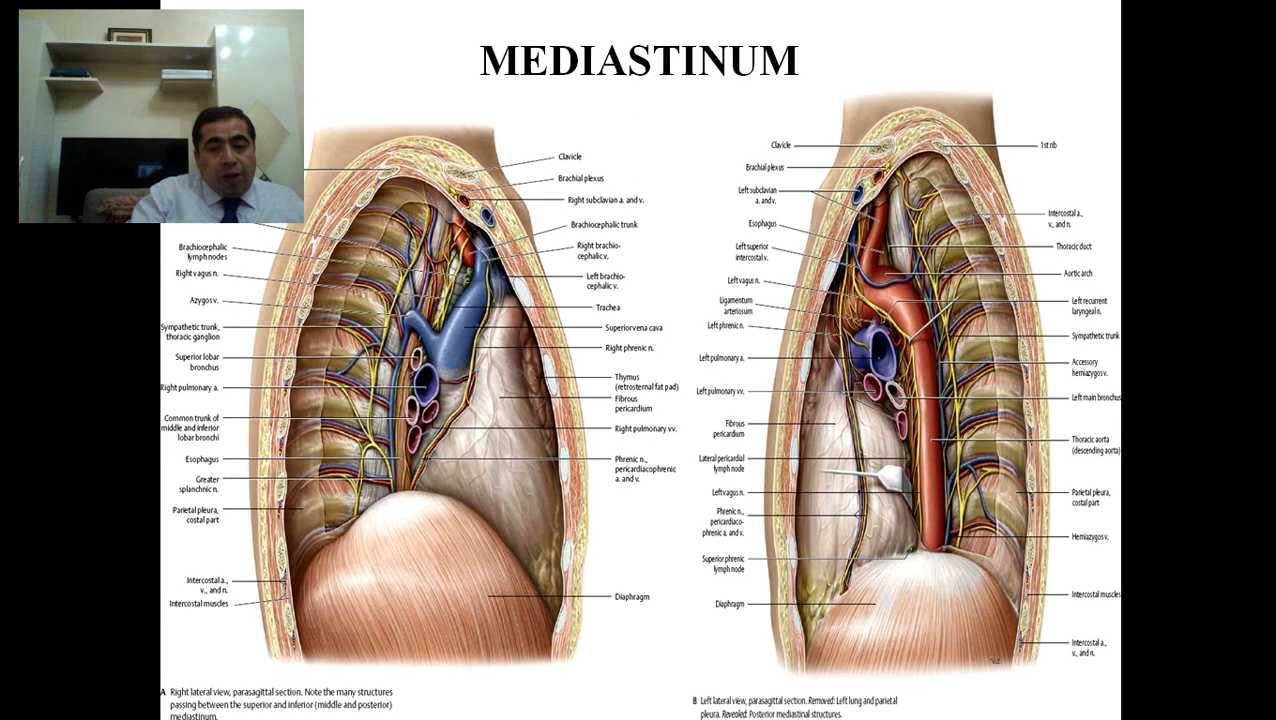 MEDIASTINUM
Clavicle
Brachial plexus
Right subclavian a. and v.
Brachiocephalic trunk
Right brachio-
cephalic v.
Left brachio-
cephalic v.
Trachea
Superior vena cava
Right phrenic n.
Thymus
(retrosternal fat pad)
Fibrous
pericardium
Right pulmonary vv.
Phrenic n.,
pericardiacophrenic
a. and v.
Diaphragm
Brachiocephalic
lymph nodes
Right vagus n.
Azygos v.
Sympathetic trunk,
thoracic ganglion
Superior lobar
bronchus
Right pulmonary a.
Common trunk of
middle and inferior
lobar bronchi
Esophagus
Greater
splanchnic n.
Parietal pleura,
costal part
Intercostal a.,
v., and n.
Intercostal muscles
A Right lateral view, parasagittal section. Note the many structures
passing between the superior and inferior (middle and posterior)
mediastinum.
Clavicle
Brachial plexus
Left subclavian
a. and v.
Esophagus
Left superior
intercostal v.
Left vagus n.
Ligamentum
arteriosum
Left phrenic n.
Left pulmonary a.
Left pulmonary vv.
Fibrous
pericardium
Lateral pericardial
lymph node
Left vagus n.
Phrenic n.,
pericardiaco-
phrenic a. and v.
Superior phrenic
lymph node
Diaphragm
1st rib
Intercostal a.,
v., and n.
Thoracic duct
Aortic arch
Left recurrent
laryngeal n.
Sympathetic trunk
Accessory
hemiazygos v.
Left main bronchus
Thoracic aorta
(descending aorta)
Parietal pleura,
costal part
Hemiazygos v.
Intercostal muscles
Intercostal a.,
v., and n.
B Left lateral view, parasagittal section. Removed: Left lung and parietal
pleura. Revealed: Posterior mediastinal structures.